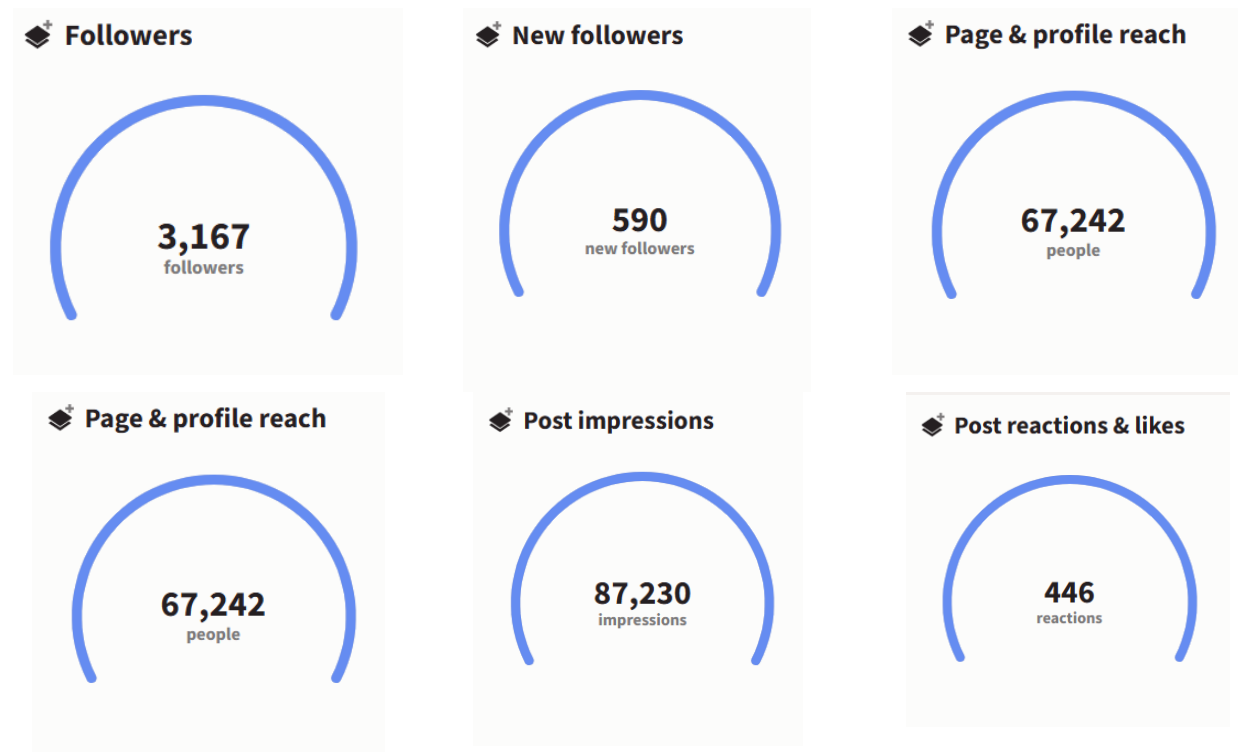 Followers
3,167
followers
New followers
590
new followers
Page & profile reach
67,242
people
Page & profile reach
67,242
people
Post impressions
87,230
impressions
Post reactions & likes
446
reactions